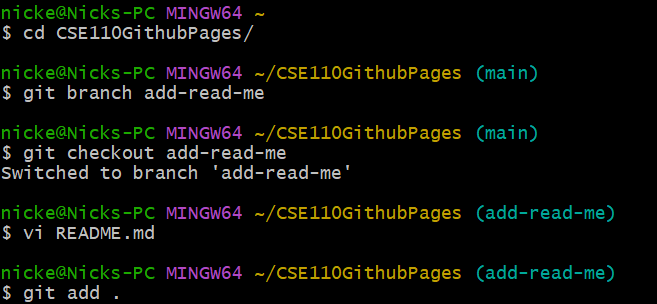 nicke@Nicks-PC MINGW64 ~
$ cd CSE110GithubPages/
nicke@Nicks-PC MINGW64 ~/CSE110GithubPages (main)
$ git branch add-read-me
nicke@Nicks-PC MINGW64 ~/CSE110GithubPages (main)
$ git checkout add-read-me
Switched to branch 'add-read-me'
nicke@Nicks-PC MINGW64 ~/CSE110GithubPages (add-read-me)
$ vi README.md
nicke@Nicks-PC MINGW64 ~/CSE110GithubPages (add-read-me)
$ git add .